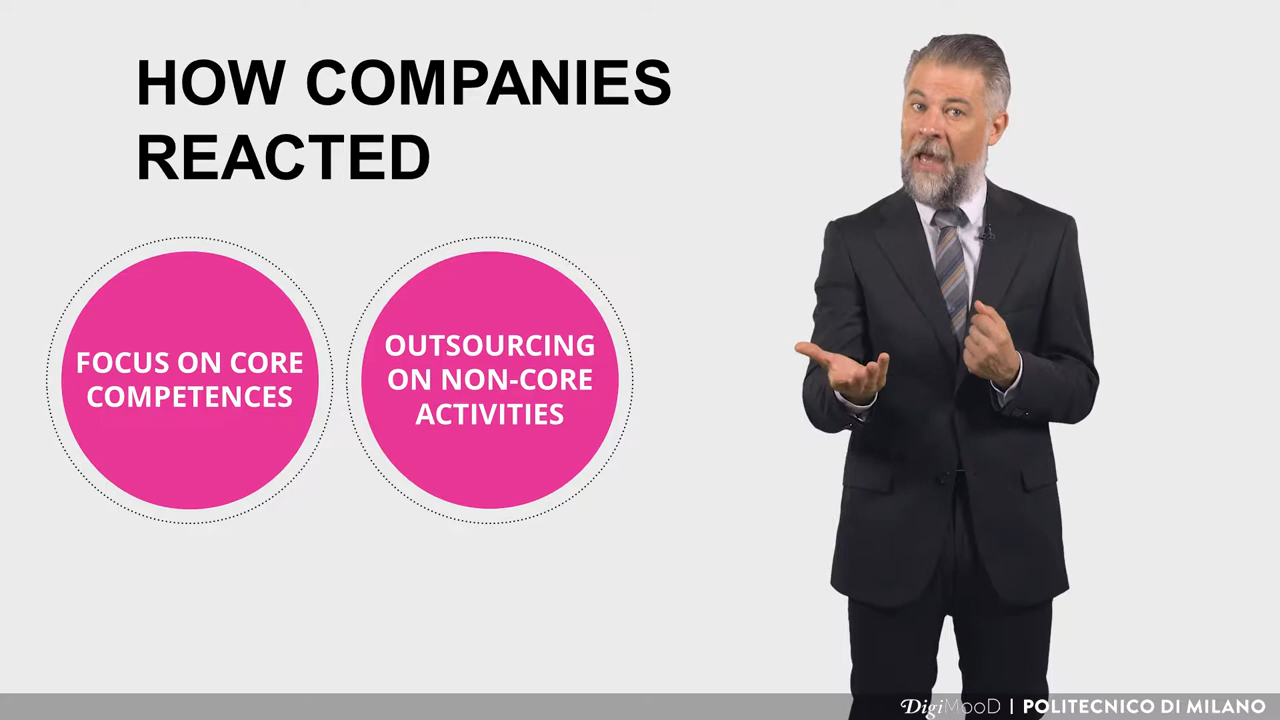 HOW COMPANIES
REACTED
FOCUS ON CORE
COMPETENCES
OUTSOURCING
ON NON-CORE
ACTIVITIES
DigiMooD | POLITECNICO DI MILANO